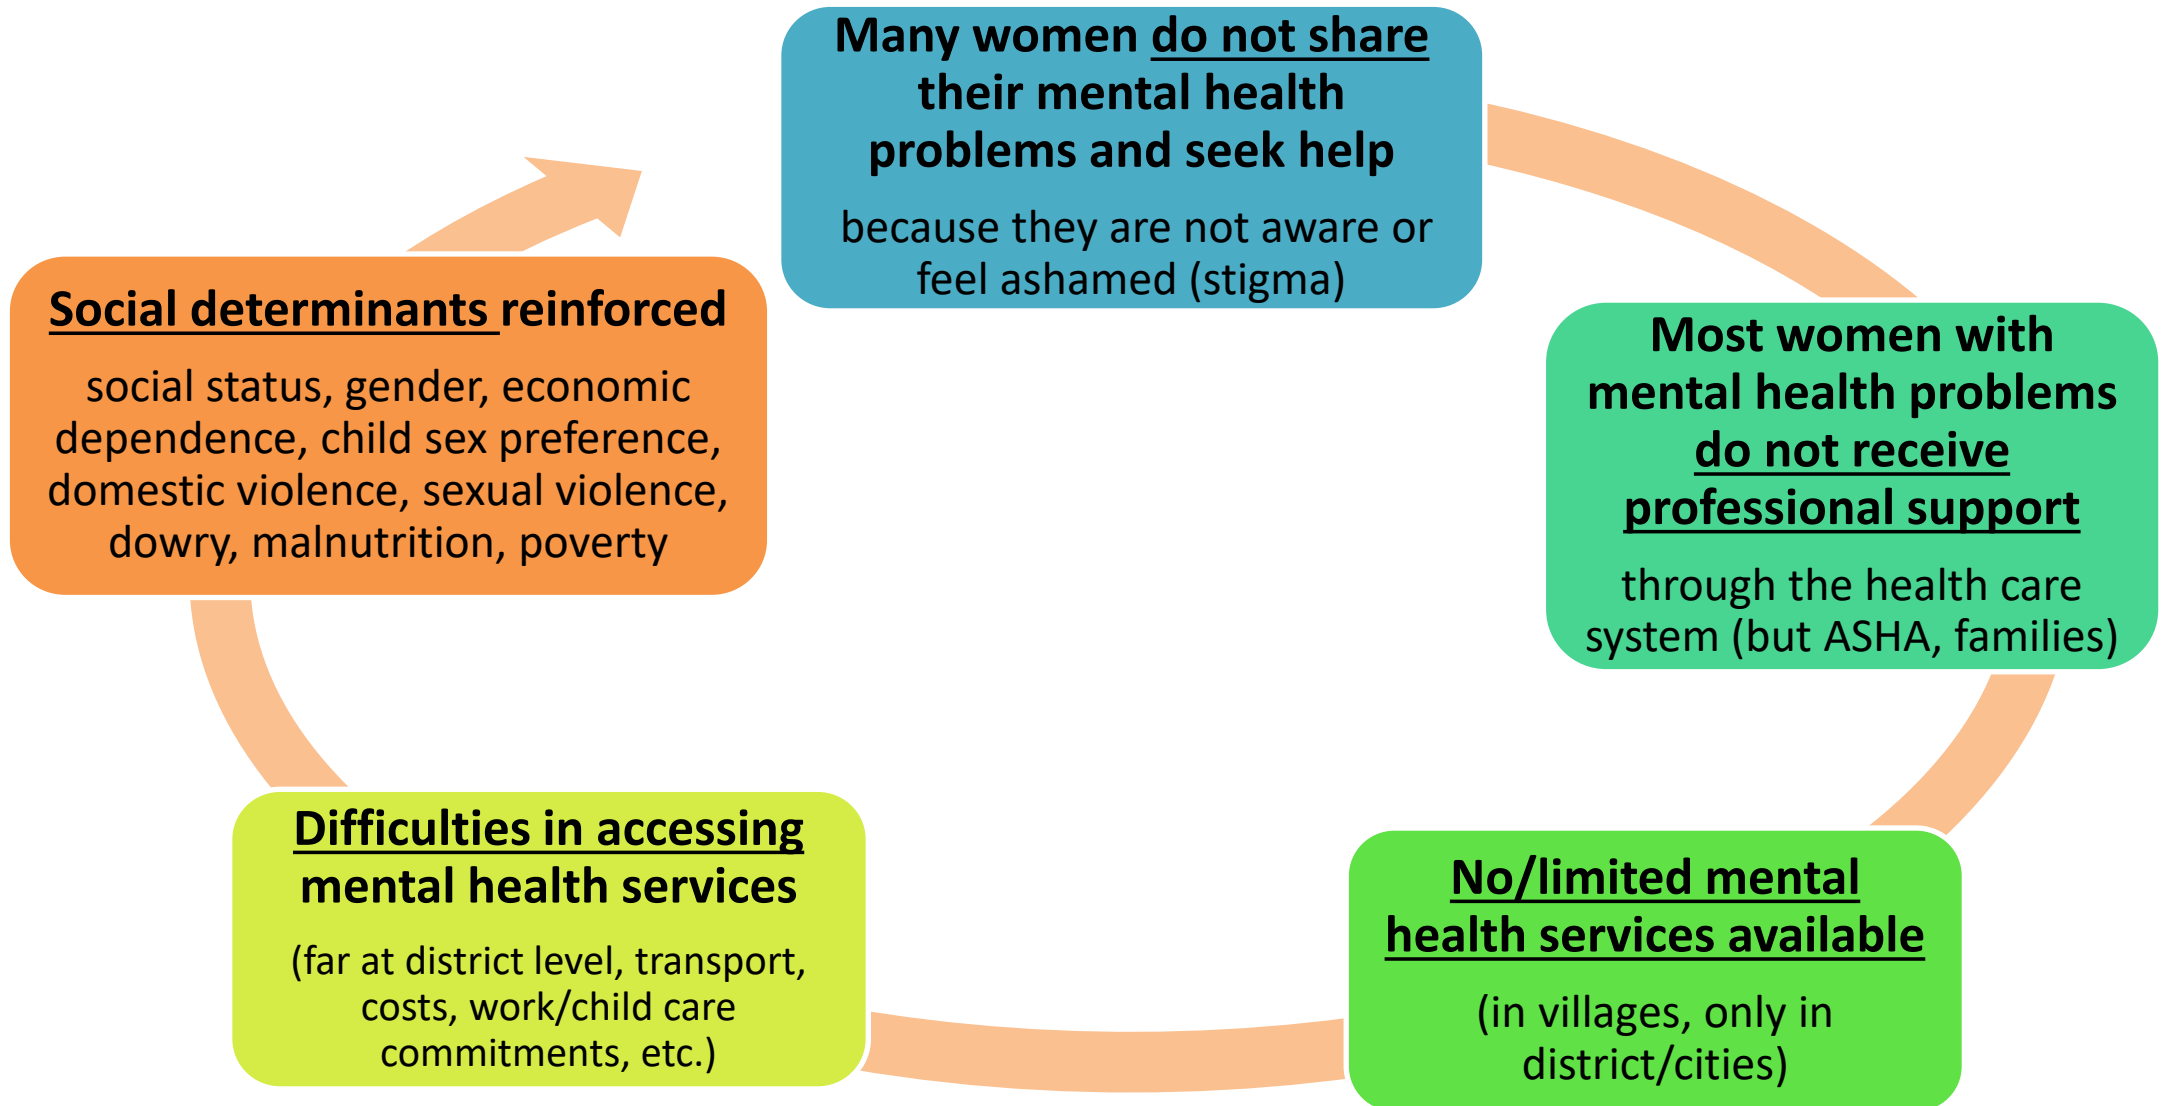 Many women do not share
their mental health
problems and seek help
because they are not aware or
feel ashamed (stigma)
Most women with
mental health problems
do not receive
professional support
through the health care
system (but ASHA, families)
No/limited mental
health services available
(in villages, only in
district/cities)
Difficulties in accessing
mental health services
(far at district level, transport,
costs, work/child care
commitments, etc.)
Social determinants reinforced
social status, gender, economic
dependence, child sex preference,
domestic violence, sexual violence,
dowry, malnutrition, poverty